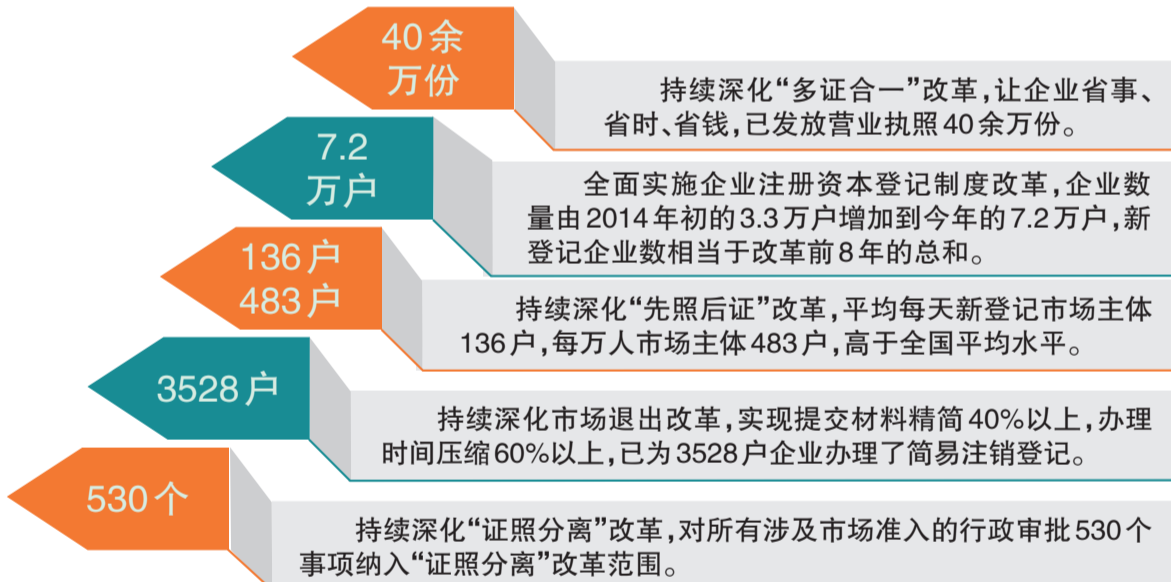 40余
万份
持续深化“多证合一”改革,让企业省事、
省时、省钱,已发放营业执照40余万份。
7.2
万户
全面实施企业注册资本登记制度改革,企业数
量由2014年初的3.3万户增加到今年的7.2万户,新
登记企业数相当于改革前8年的总和。
136户
483户
持续深化“先照后证”改革,平均每天新登记市场主体
136户,每万人市场主体483户,高于全国平均水平。
3528户
持续深化市场退出改革,实现提交材料精简40%以上,办理
时间压缩60%以上,已为3528户企业办理了简易注销登记。
530个
持续深化“证照分离”改革,对所有涉及市场准入的行政审批530个
事项纳入“证照分离”改革范围。